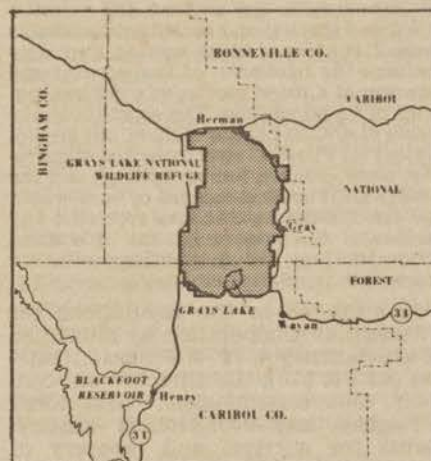 BONNEVILLE CO.
BINGHAM CO.
CARIBOU
Herman
GRAYS LAKE NATIONAL
WILDLIFE REFUGE
NATIONAL
Gray
FOREST
GRAYS LAKE
34
Wayan
BLACKFOOT
RESERVOIR
Henry
CARIBOU CO.
34